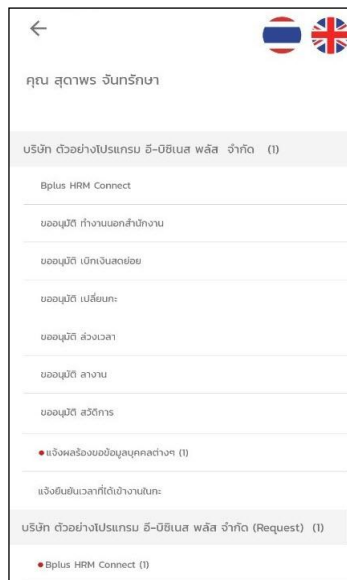 คุณ สุดาพร จันทรักษา
บริษัท ตัวอย่างโปรแกรม อี-บิซิเนส พลัส จำกัด (1)
Bplus HRM Connect
ขออนุมัติ ทำงานนอกสำนักงาน
ขออนุมัติ เบิกเงินสดย่อย
ขออนุมัติ เปลี่ยนกะ
ขออนุมัติ ล่วงเวลา
ขออนุมัติ ลางาน
ขออนุมัติ สวัติการ
แจ้งผลร้องขอข้อมูลบุคคลต่างๆ (1)
แจ้งยืนยันเวลาที่ได้เข้างานในกะ
บริษัท ตัวอย่างโปรแกรม อี-บิซิเนส พลัส จำกัด (Request) (1)
Bplus HRM Connect (1)